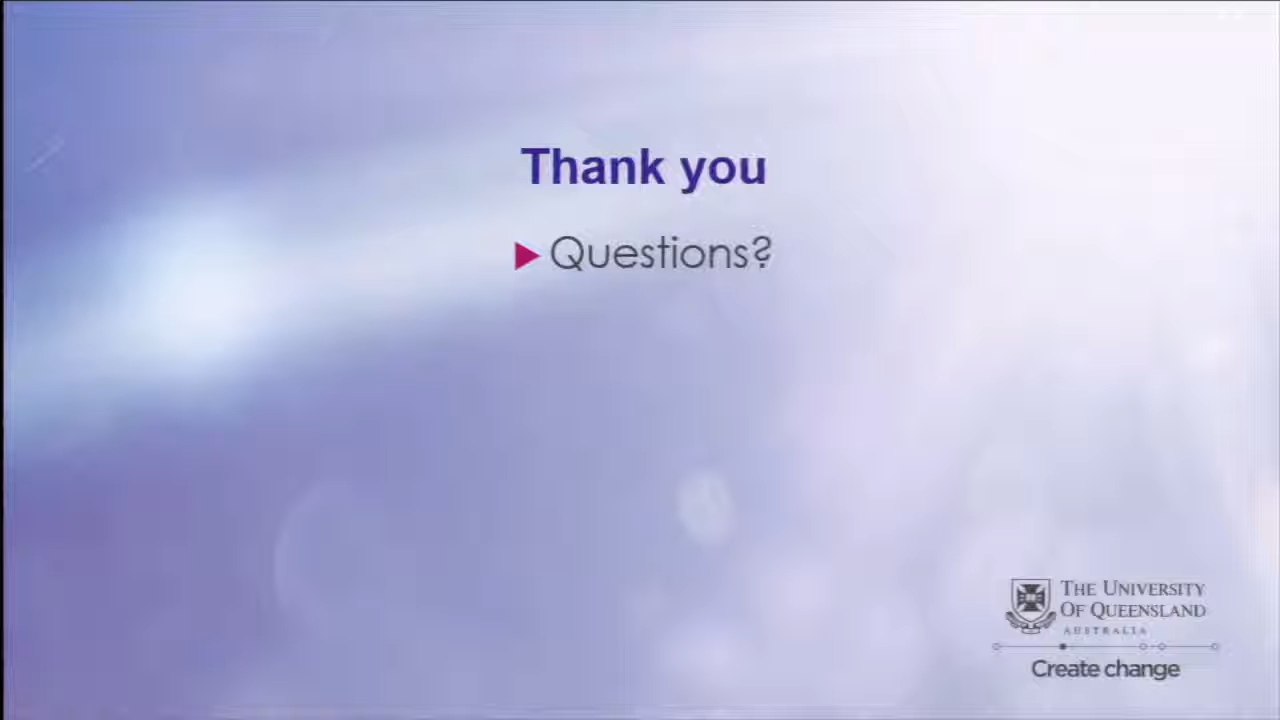 Thank you
Questions?
THE UNIVERSITY
OF QUEENSLAND
AUSTRALIA
Create change